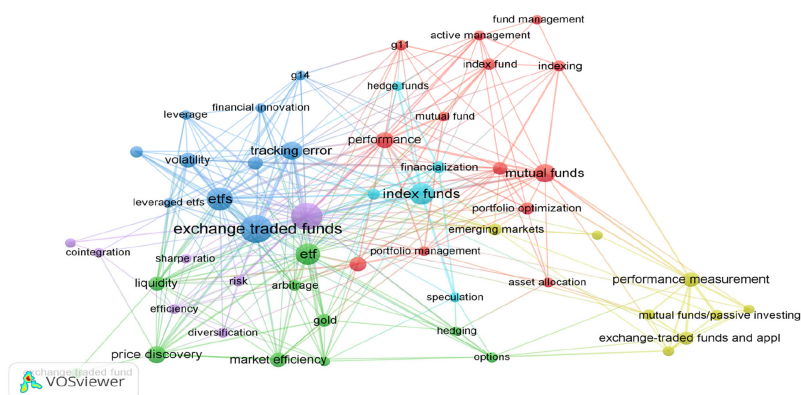 fund management
active management
g11
index fund
indexing
g14
hedge funds
financialization
leverage
financial innovation
mutual fund
performance
tracking error
volatility
mutual funds
etfs
index funds
leveraged etfs
portfolio optimization
exchange traded funds
emerging markets
cointegration
sharpe ratio
etf
portfolio management
liquidity
risk
arbitrage
asset allocation
performance measurement
speculation
efficiency
gold
mutual funds/passive investing
diversification
hedging
exchange-traded funds and appl
price discovery
market efficiency
options
exchange traded fund
VOSviewer